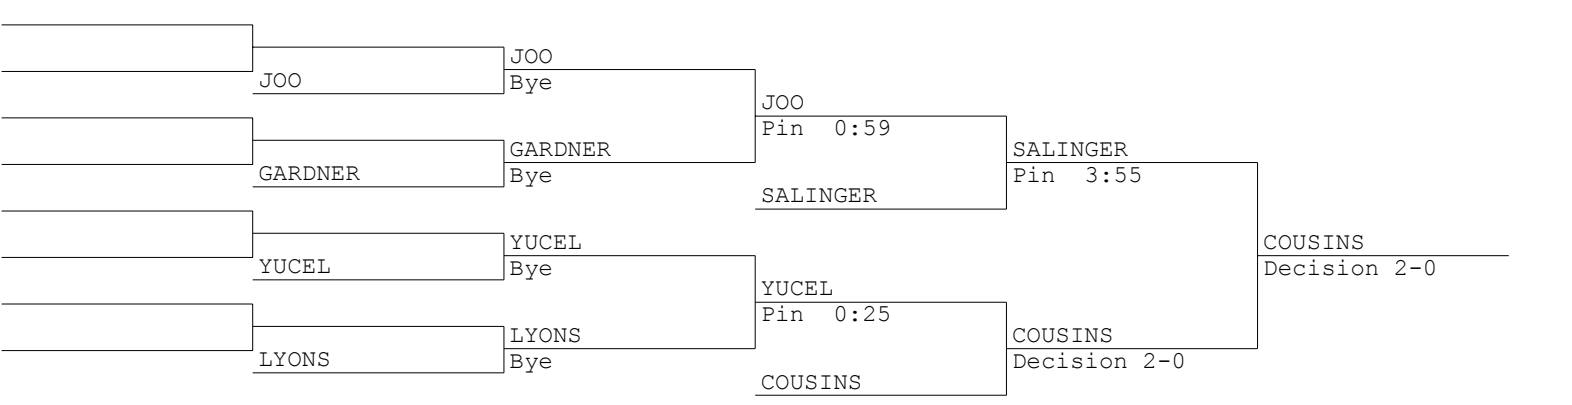 JOO
JOO
Bye
JOO
Pin 0:59
GARDNER
SALINGER
GARDNER
Bye
Pin 3:55
SALINGER
YUCEL
COUSINS
YUCEL
Bye
Decision 2-0
YUCEL
Pin 0:25
LYONS
COUSINS
LYONS
Bye
Decision 2-0
COUSINS